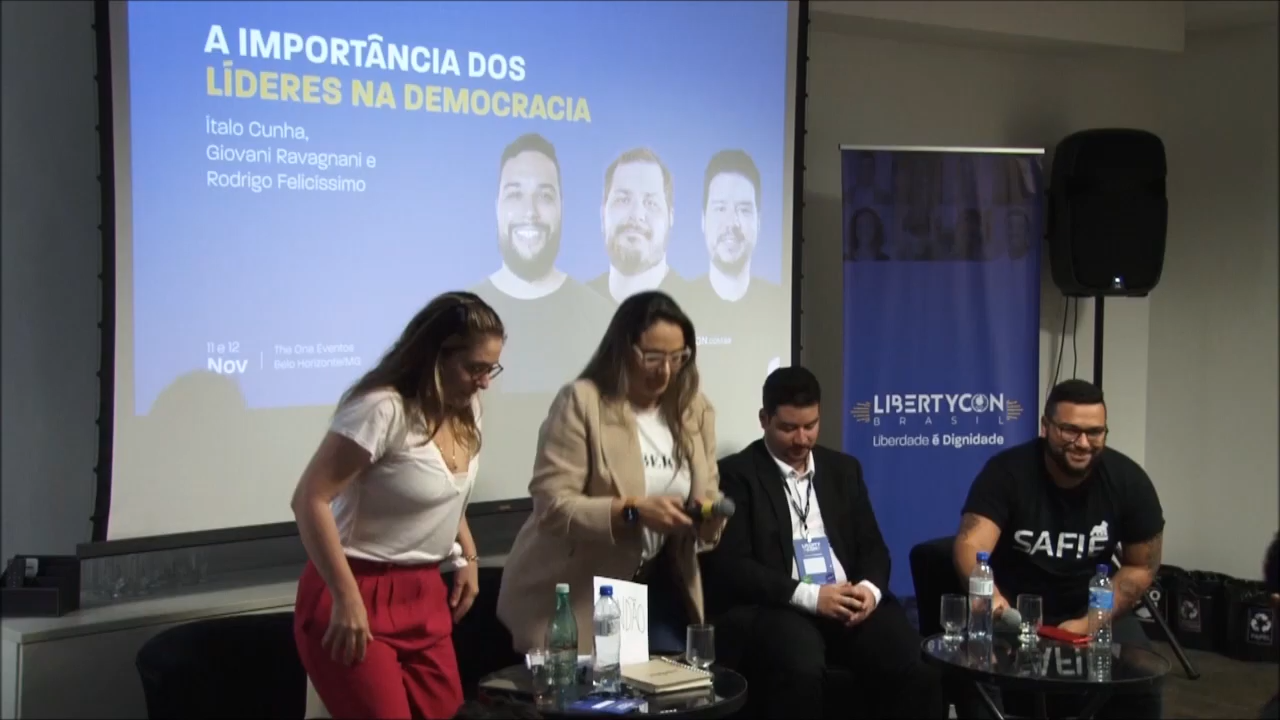 A IMPORTÂNCIA DOS
LÍDERES NA DEMOCRACIA
Ítalo Cunha,
Giovani Ravagnani e
Rodrigo Felicíssimo
11 e 12
Nov
The One Eventos
Belo Horizonte/MG
LIBERTYCON
BRASIL
Liberdade é Dignidade
SAFIE